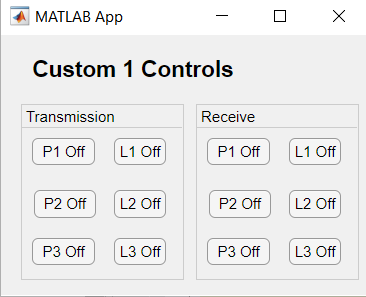 MATLAB App
Custom 1 Controls
Transmission
P1 Off L1 Off
P2 Off L2 Off
P3 Off L3 Off
Receive
P1 Off L1 Off
P2 Off L2 Off
P3 Off L3 Off